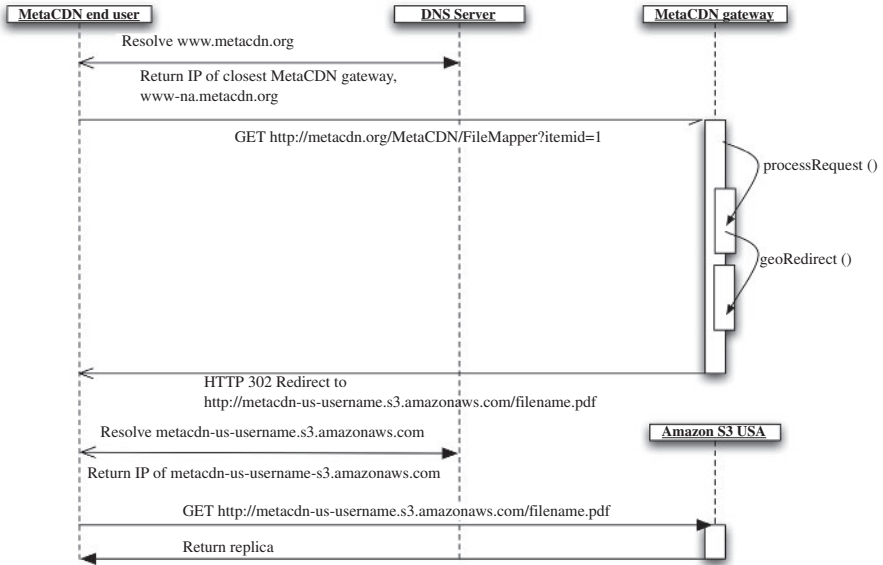 MetaCDN end user
DNS Server
MetaCDN gateway
Resolve www.metacdn.org
Return IP of closest MetaCDN gateway,
www-na.metacdn.org
GET http://metacdn.org/MetaCDN/FileMapper?itemid=1
processRequest ()
geoRedirect ()
HTTP 302 Redirect to
http://metacdn-us-username.s3.amazonaws.com/filename.pdf
Resolve metacdn-us-username.s3.amazonaws.com
Amazon S3 USA
Return IP of metacdn-us-username-s3.amazonaws.com
GET http://metacdn-us-username.s3.amazonaws.com/filename.pdf
Return replica